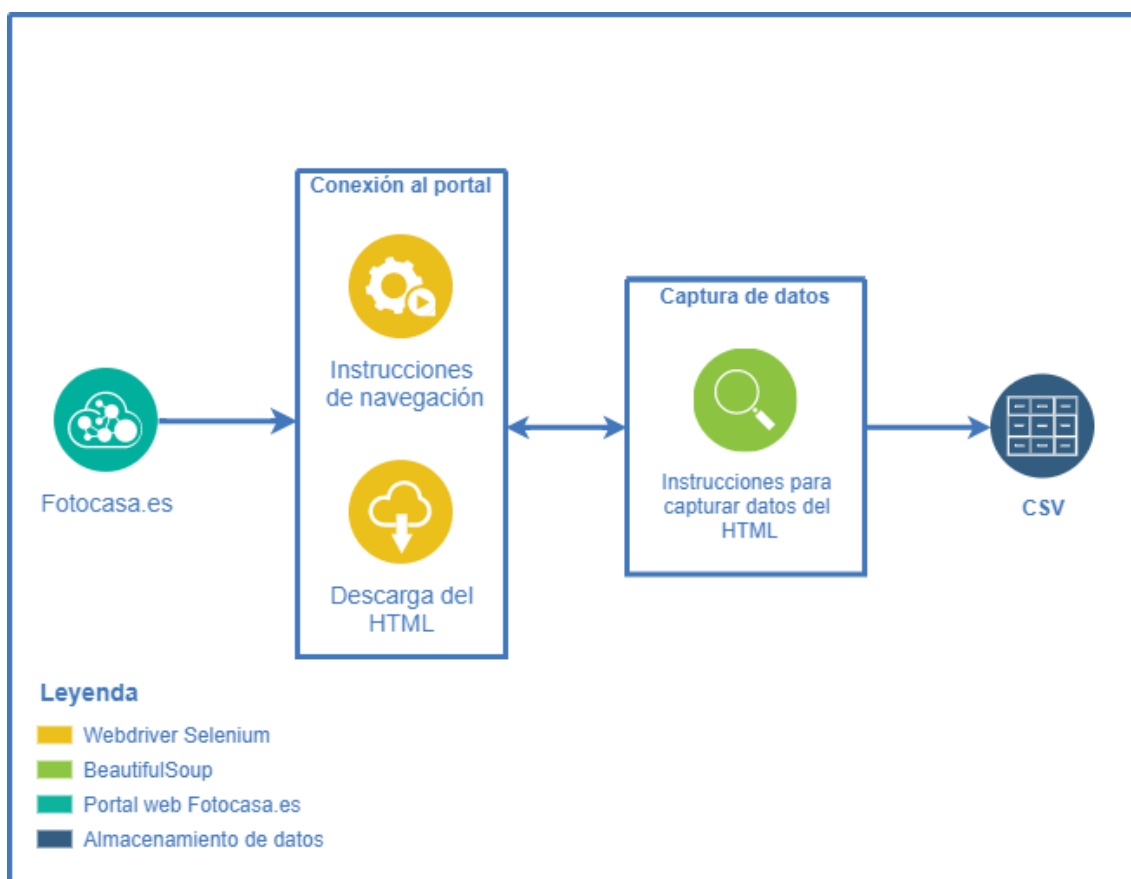 Conexión al portal
Instrucciones
de navegación
Descarga del
HTML
Fotocasa.es
Captura de datos
Instrucciones para
capturar datos del
HTML
CSV
Leyenda
Webdriver Selenium
BeautifulSoup
Portal web Fotocasa.es
Almacenamiento de datos